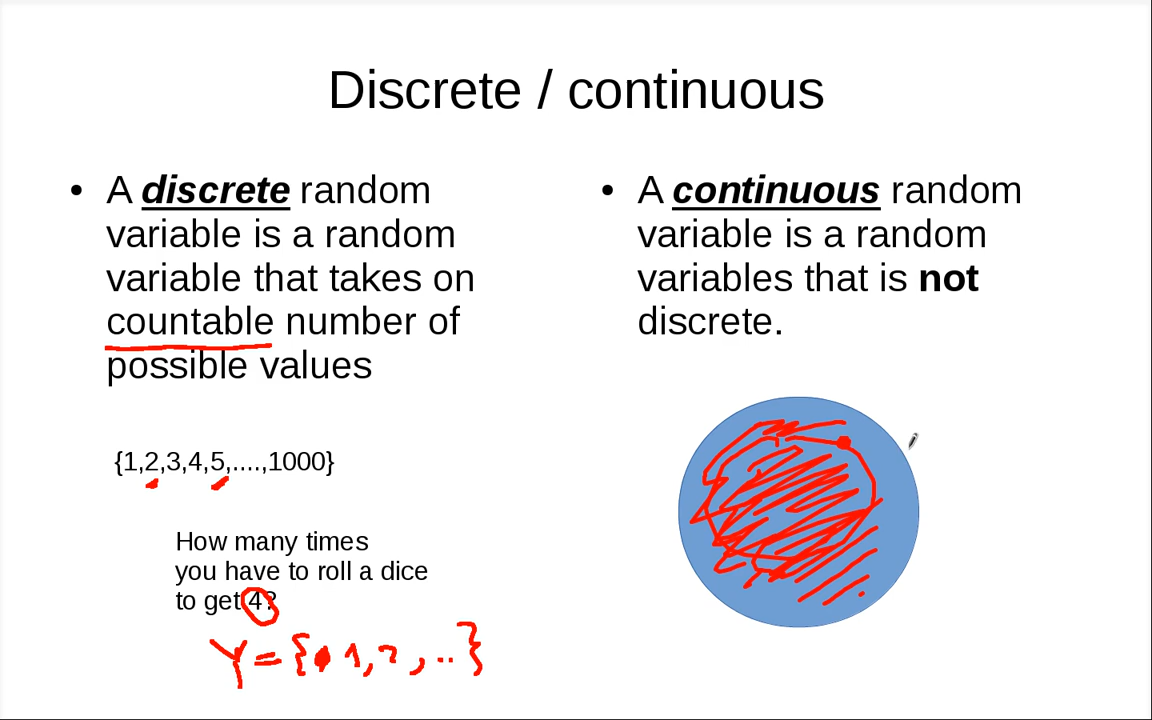 Discrete / continuous
• A discrete random
variable is a random
variable that takes on
countable number of
possible values
• A continuous random
variable is a random
variables that is not
discrete.
{1,2,3,4,5,....,1000}
How many times
you have to roll a dice
to get 4?
Y = { 1, 2, .. }